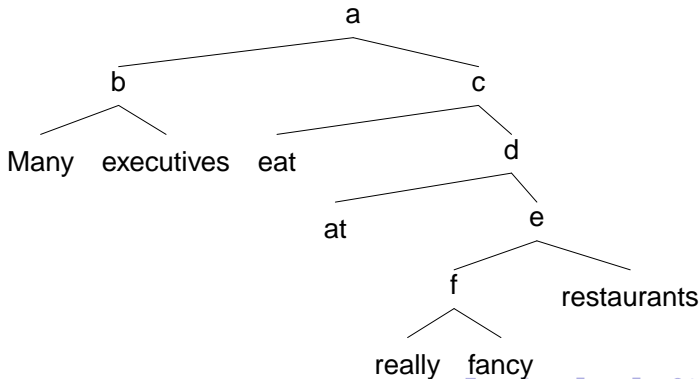 a
b c
Many executives eat d
at e
f restaurants
really fancy